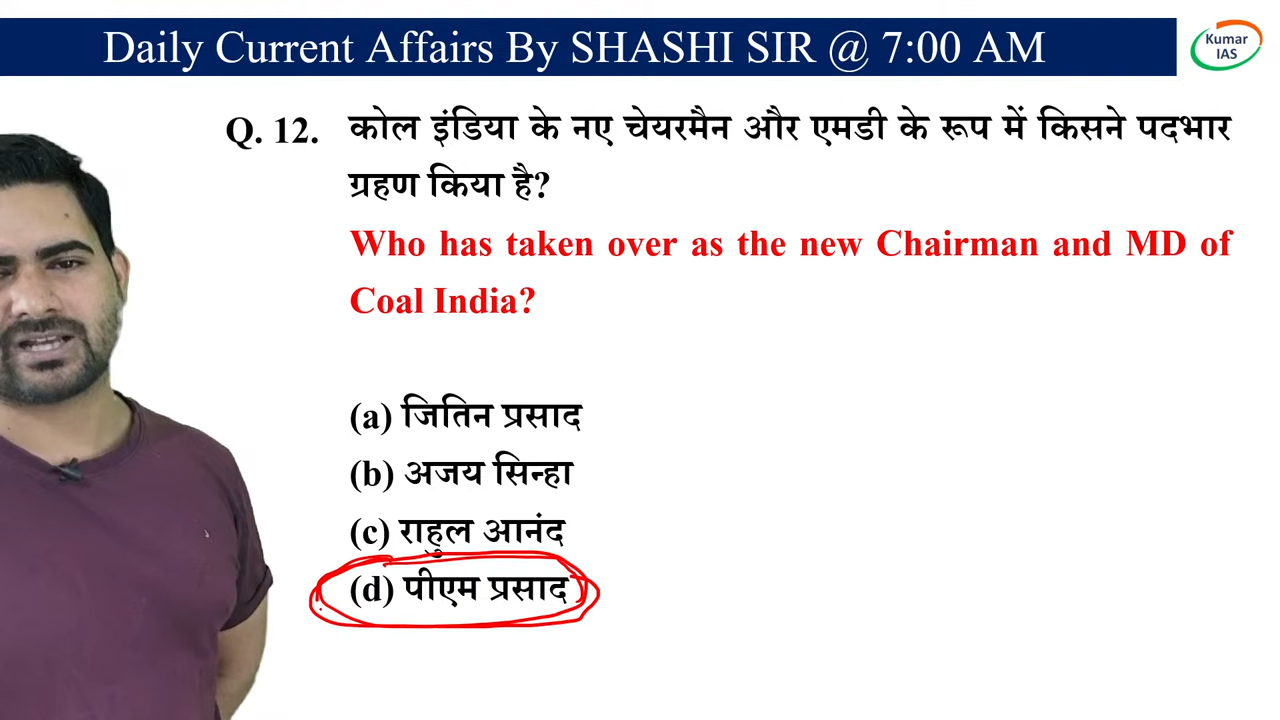 Daily Current Affairs By SHASHI SIR @ 7:00 AM
Kumar
IAS
Q. 12. कोल इंडिया के नए चेयरमैन और एमडी के रूप में किसने पदभार
ग्रहण किया है?
Who has taken over as the new Chairman and MD of
Coal India?
(a) जितिन प्रसाद
(b) अजय सिन्हा
(c) राहुल आनंद
(d) पीएम प्रसाद